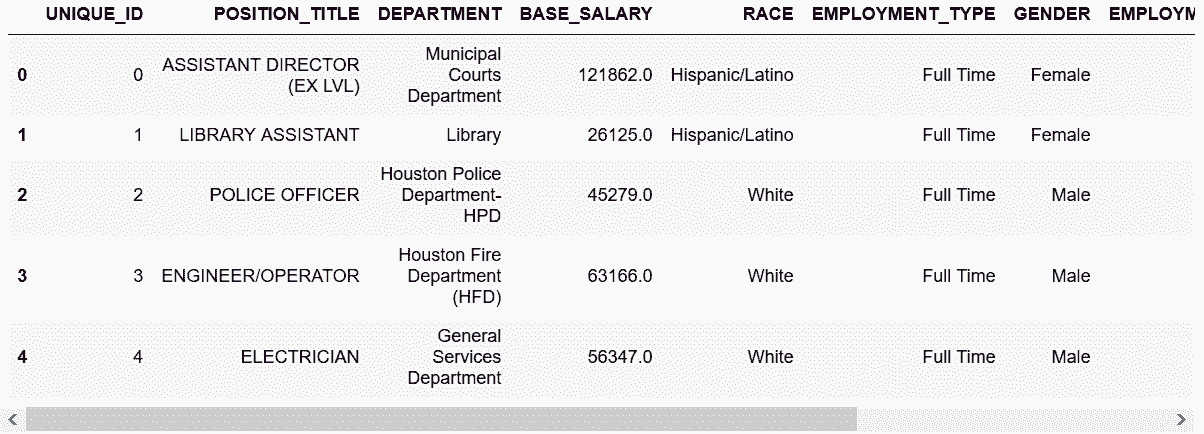 UNIQUE_ID POSITION_TITLE DEPARTMENT BASE_SALARY RACE EMPLOYMENT_TYPE GENDER EMPLOYM
0 0 ASSISTANT DIRECTOR (EX LVL) Municipal Courts Department 121862.0 Hispanic/Latino Full Time Female
1 1 LIBRARY ASSISTANT Library 26125.0 Hispanic/Latino Full Time Female
2 2 POLICE OFFICER Houston Police Department-HPD 45279.0 White Full Time Male
3 3 ENGINEER/OPERATOR Houston Fire Department (HFD) 63166.0 White Full Time Male
4 4 ELECTRICIAN General Services Department 56347.0 White Full Time Male